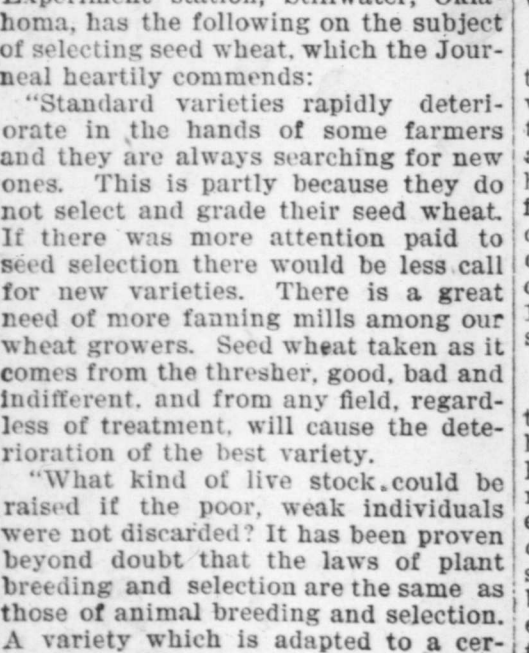 Experiment Station, Stillwater, Okla-
homa, has the following on the subject
of selecting seed wheat, which the Jour-
neal heartily commends:
"Standard varieties rapidly deteri-
orate in the hands of some farmers
and they are always searching for new
ones. This is partly because they do
not select and grade their seed wheat.
If there was more attention paid to
seed selection there would be less call
for new varieties. There is a great
need of more fanning mills among our
wheat growers. Seed wheat taken as it
comes from the thresher, good, bad and
indifferent, and from any field, regard-
less of treatment, will cause the dete-
rioration of the best variety.
"What kind of live stock could be
raised if the poor, weak individuals
were not discarded? It has been proven
beyond doubt that the laws of plant
breeding and selection are the same as
those of animal breeding and selection.
A variety which is adapted to a cer-